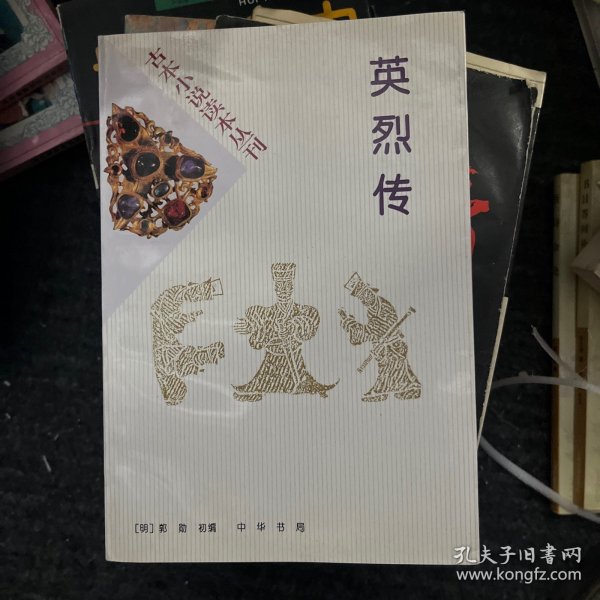 古本小说读本丛刊
英烈传
[明]郭 勋 初编 中华书局
孔夫子旧书网
www.kongfz.com